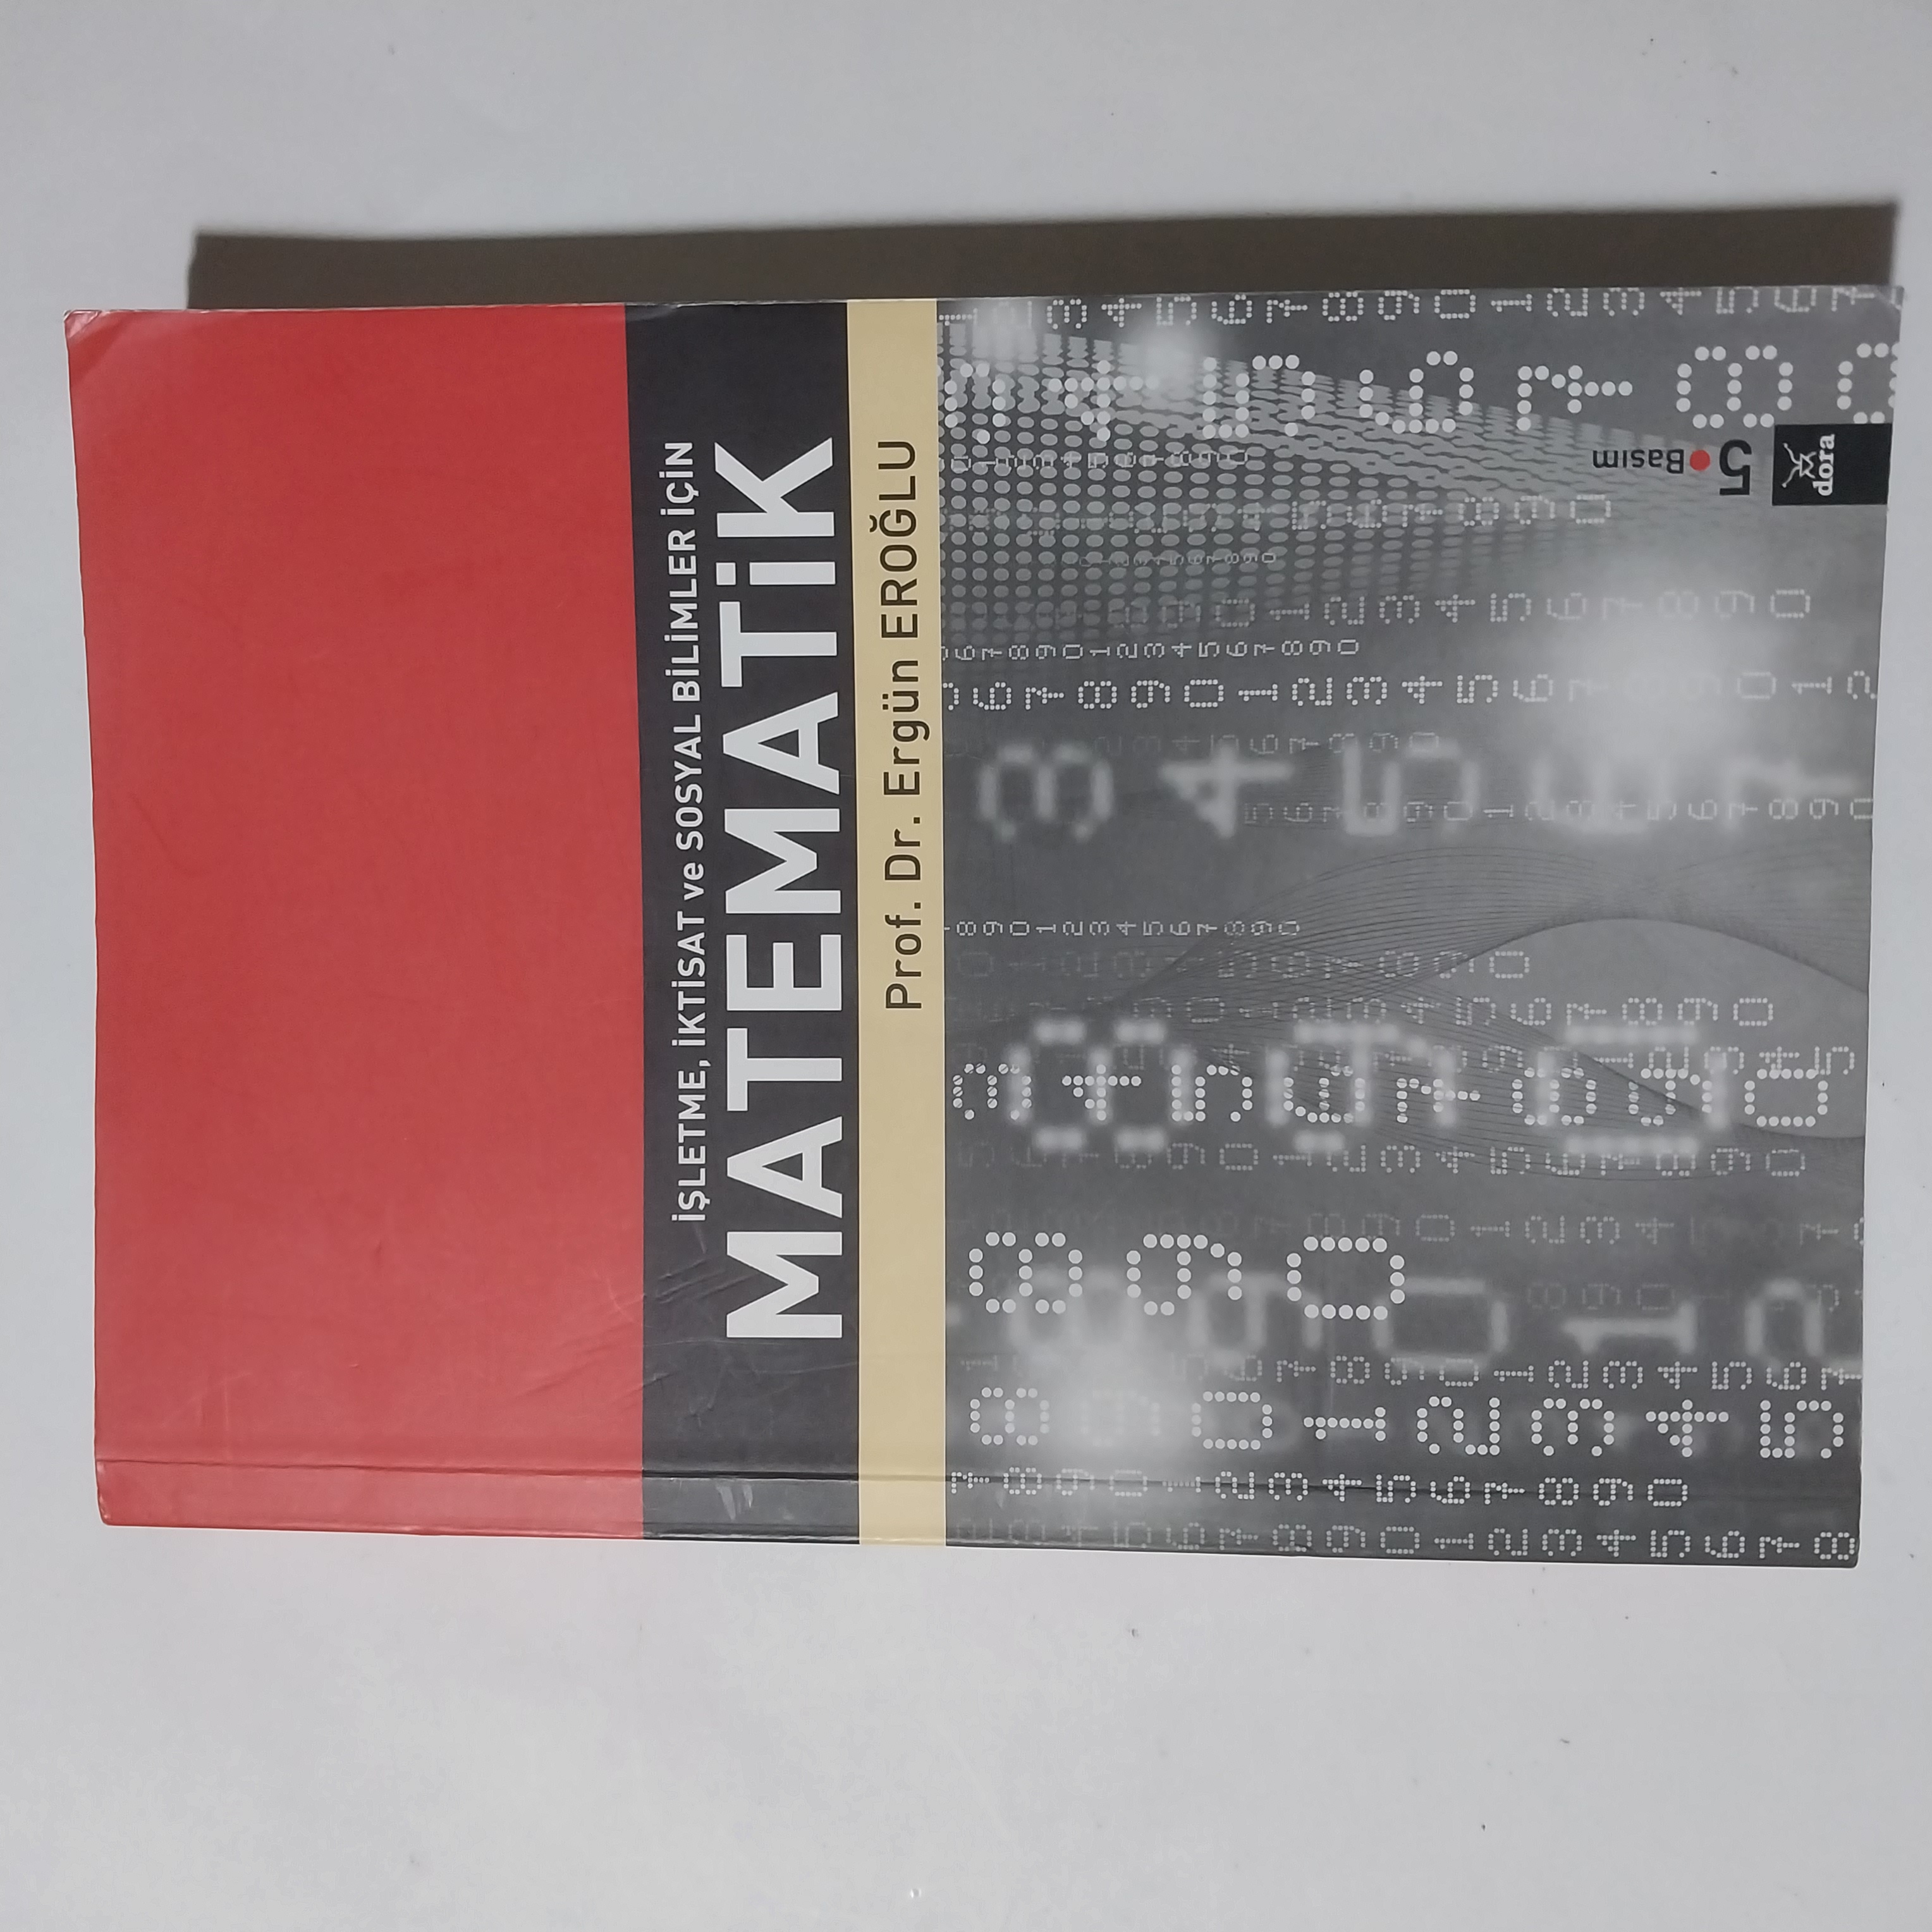 İŞLETME, İKTİSAT ve SOSYAL BİLİMLER İÇİN
MATEMATİK
Prof. Dr. Ergün EROĞLU
5. Basım
dora